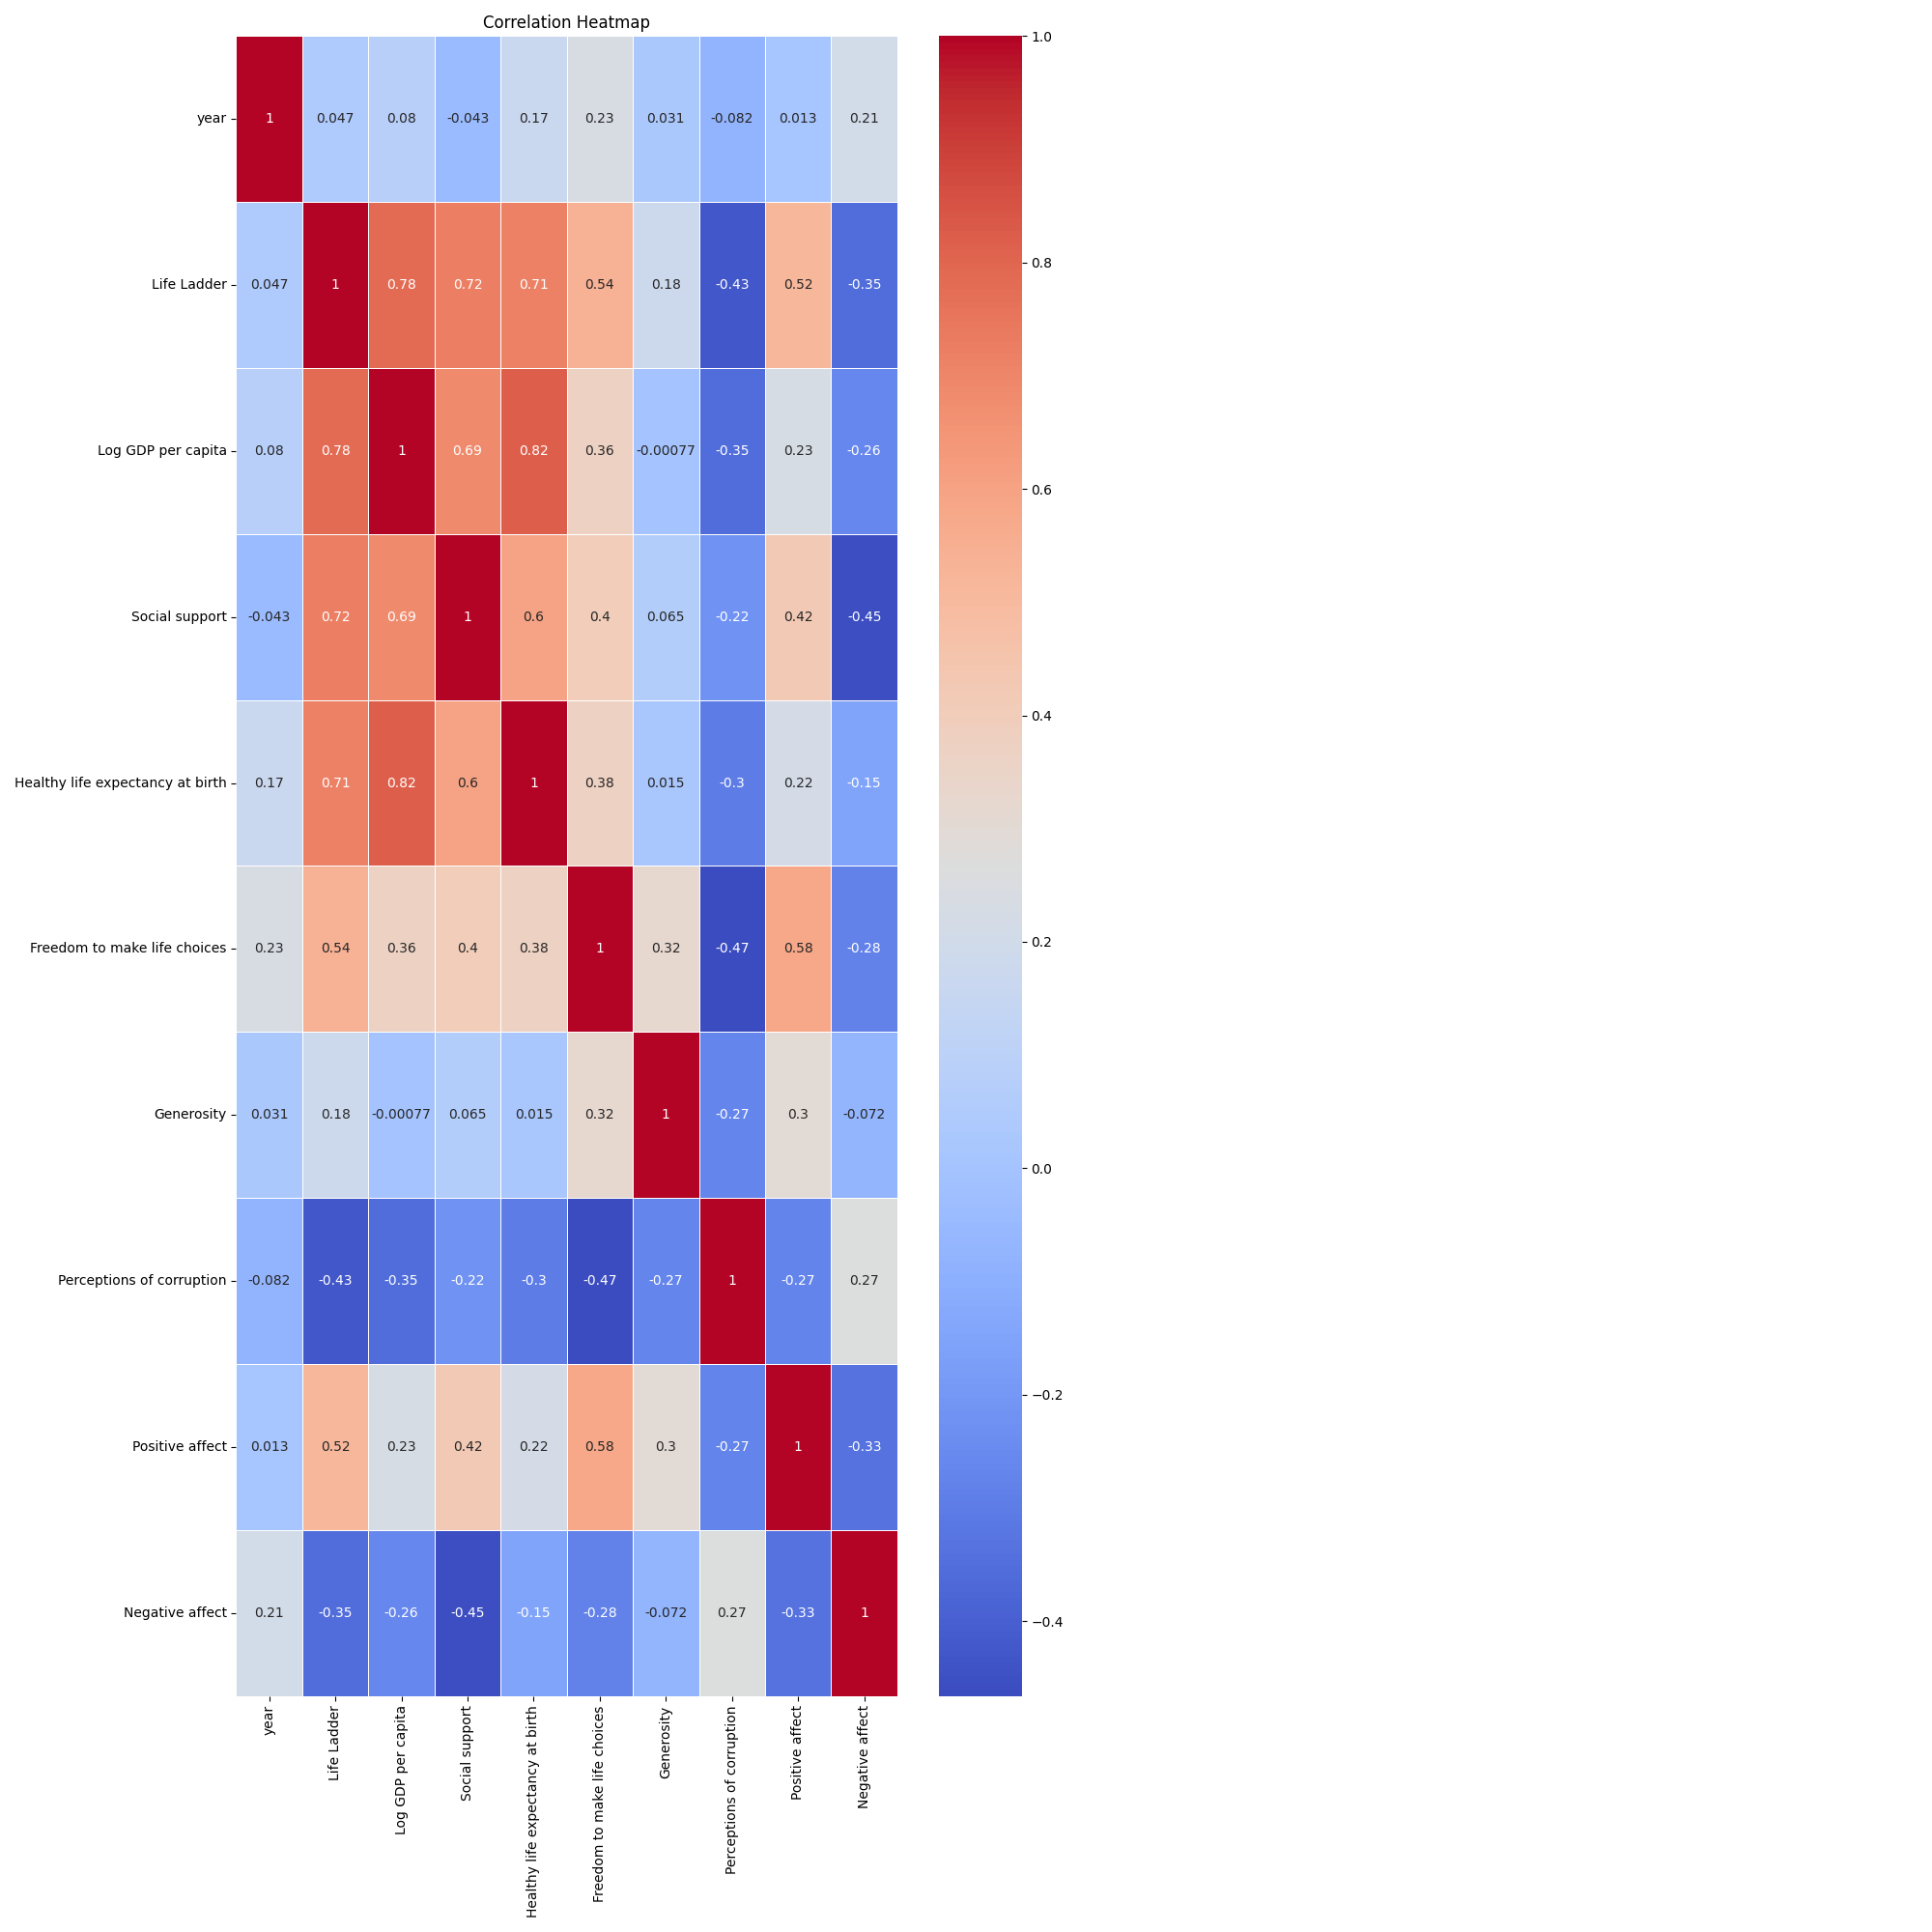 Correlation Heatmap
year 1 0.047 0.08 -0.043 0.17 0.23 0.031 -0.082 0.013 0.21
Life Ladder 0.047 1 0.78 0.72 0.71 0.54 0.18 -0.43 0.52 -0.35
Log GDP per capita 0.08 0.78 1 0.69 0.82 0.36 -0.00077 -0.35 0.23 -0.26
Social support -0.043 0.72 0.69 1 0.6 0.4 0.065 -0.22 0.42 -0.45
Healthy life expectancy at birth 0.17 0.71 0.82 0.6 1 0.38 0.015 -0.3 0.22 -0.15
Freedom to make life choices 0.23 0.54 0.36 0.4 0.38 1 0.32 -0.47 0.58 -0.28
Generosity 0.031 0.18 -0.00077 0.065 0.015 0.32 1 -0.27 0.3 -0.072
Perceptions of corruption -0.082 -0.43 -0.35 -0.22 -0.3 -0.47 -0.27 1 -0.27 0.27
Positive affect 0.013 0.52 0.23 0.42 0.22 0.58 0.3 -0.27 1 -0.33
Negative affect 0.21 -0.35 -0.26 -0.45 -0.15 -0.28 -0.072 0.27 -0.33 1
year
Life Ladder
Log GDP per capita
Social support
Healthy life expectancy at birth
Freedom to make life choices
Generosity
Perceptions of corruption
Positive affect
Negative affect
1.0
0.8
0.6
0.4
0.2
0.0
−0.2
−0.4